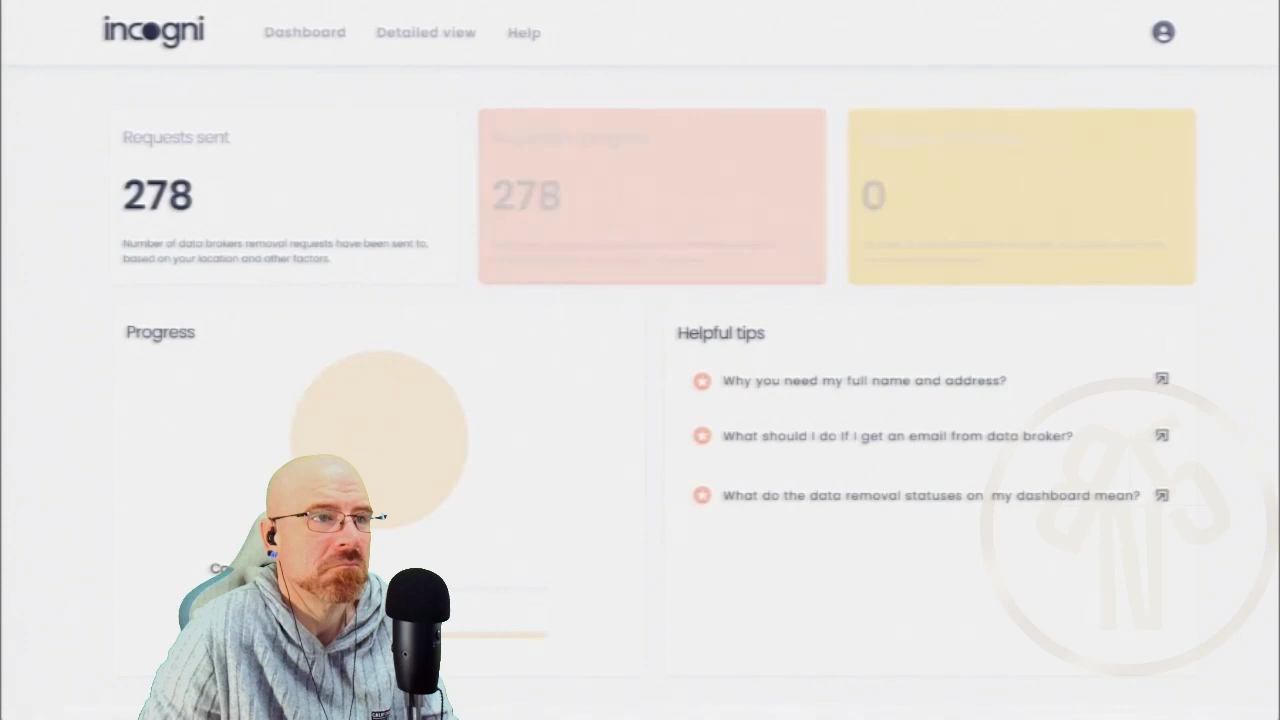 incogni
Dashboard
Detailed view
Help
Requests sent
278
Number of data brokers removal requests have been sent to,
based on your location and other factors.
278
0
Progress
Helpful tips
Why you need my full name and address?
What should I do if I get an email from data broker?
What do the data removal statuses on my dashboard mean?
Co